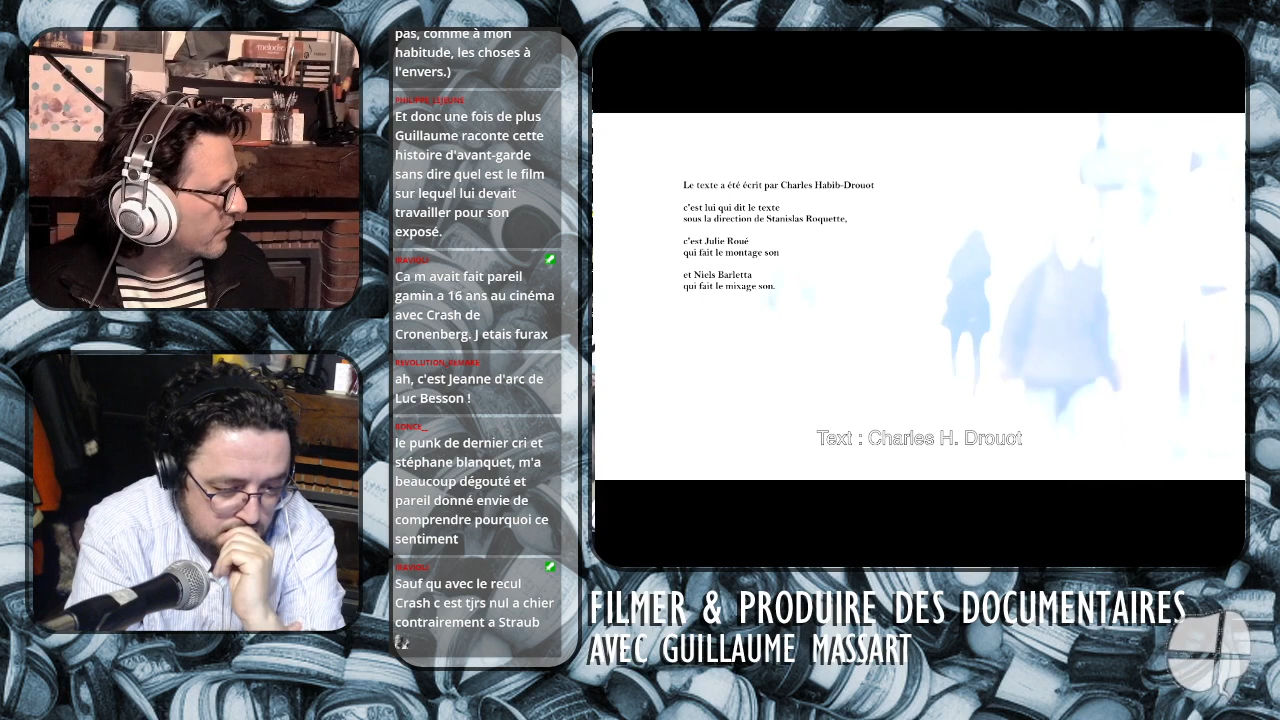 melodica
pas, comme à mon
habitude, les choses à
l'envers.)
PHILIPPE_LEJEUNE
Et donc une fois de plus
Guillaume raconte cette
histoire d'avant-garde
sans dire quel est le film
sur lequel lui devait
travailler pour son
exposé.
IRAVIOLI
Ca m avait fait pareil
gamin a 16 ans au cinéma
avec Crash de
Cronenberg. J etais furax
REVOLUTION_REMAKE
ah, c'est Jeanne d'arc de
Luc Besson !
RONCE__
le punk de dernier cri et
stéphane blanquet, m'a
beaucoup dégouté et
pareil donné envie de
comprendre pourquoi ce
sentiment
IRAVIOLI
Sauf qu avec le recul
Crash c est tjrs nul a chier
contrairement a Straub
Le texte a été écrit par Charles Habib-Drouot
c'est lui qui dit le texte
sous la direction de Stanislas Roquette,
c'est Julie Roué
qui fait le montage son
et Niels Barletta
qui fait le mixage son.
Text : Charles H. Drouot
FILMER & PRODUIRE DES DOCUMENTAIRES
AVEC GUILLAUME MASSART